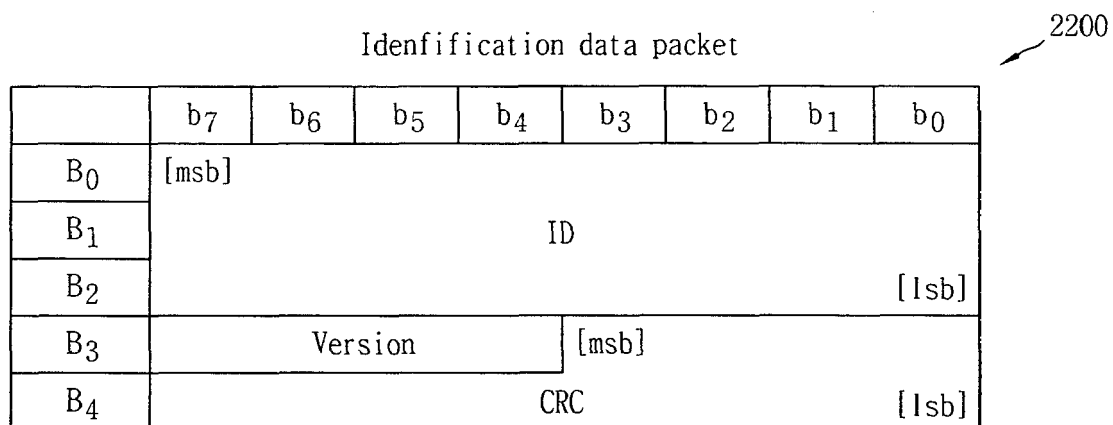 2200
Idenfification data packet
b7 b6 b5 b4 b3 b2 b1 b0
B0 [msb]
B1 ID
B2 [lsb]
B3 Version [msb]
B4 CRC [lsb]